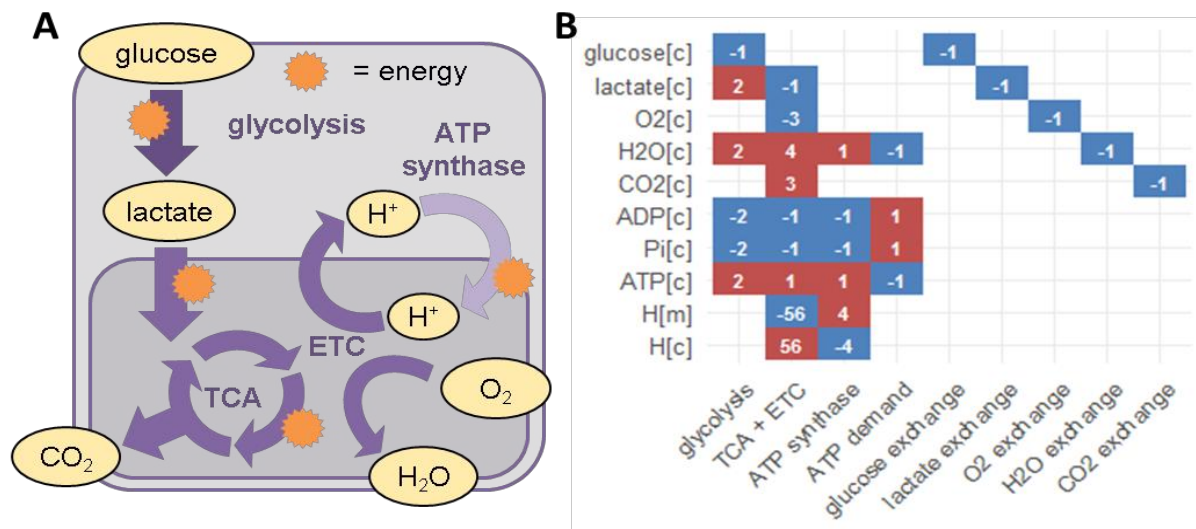 A
glucose
= energy
glycolysis
ATP
synthase
H+
lactate
H+
ETC
TCA
O2
CO2
H2O
B
glucose[c] -1 -1
lactate[c] 2 -1 -1
O2[c] -3 -1
H2O[c] 2 4 1 -1 -1
CO2[c] 3 -1
ADP[c] -2 -1 -1 1
Pi[c] -2 -1 -1 1
ATP[c] 2 1 1 -1
H[m] -56 4
H[c] 56 -4
glycolysis
TCA + ETC
ATP synthase
ATP demand
glucose exchange
lactate exchange
O2 exchange
H2O exchange
CO2 exchange